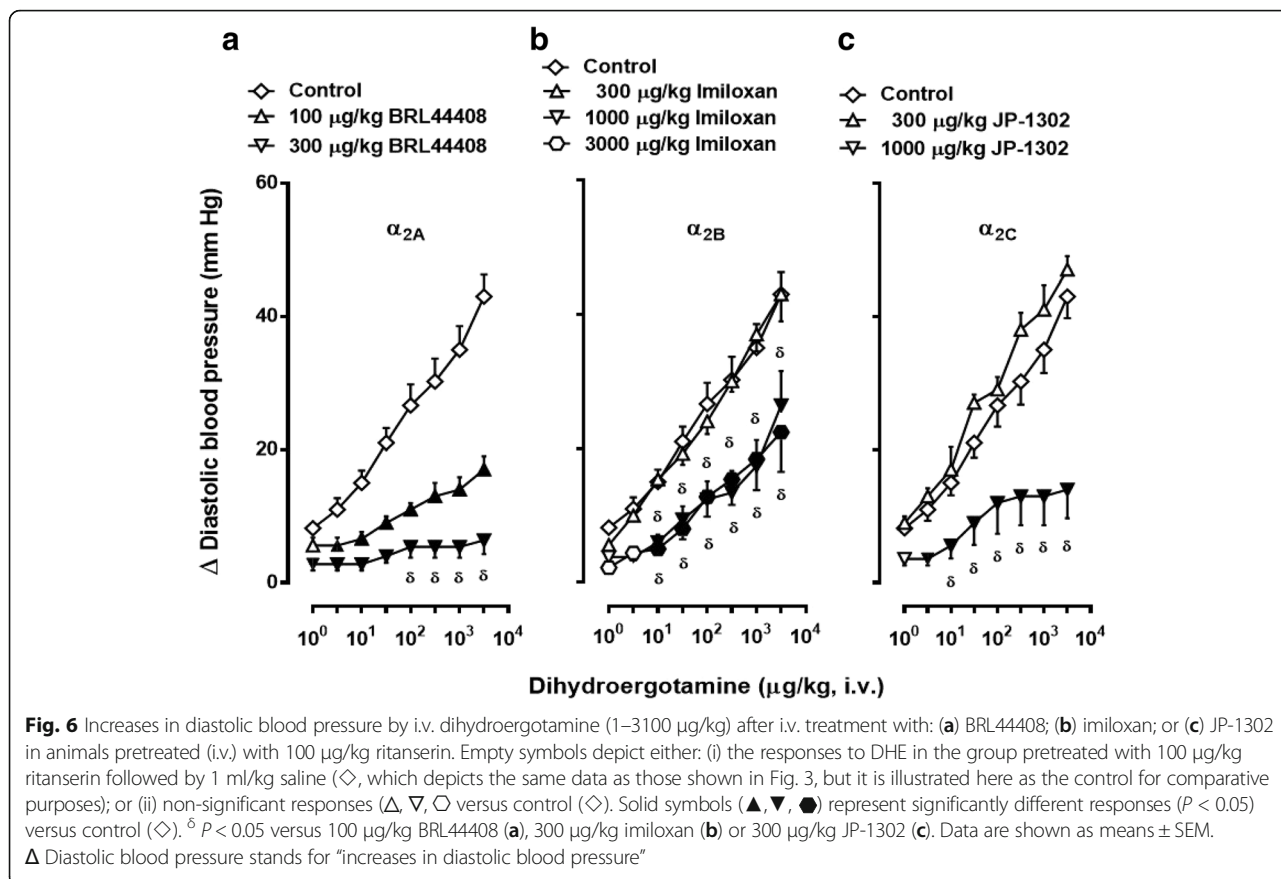 a
Control
100 µg/kg BRL44408
300 µg/kg BRL44408
b
Control
300 µg/kg Imiloxan
1000 µg/kg Imiloxan
3000 µg/kg Imiloxan
c
Control
300 µg/kg JP-1302
1000 µg/kg JP-1302
Δ Diastolic blood pressure (mm Hg)
60
40
20
0
α2A
δ δ δ δ
10^0 10^1 10^2 10^3 10^4
α2B
δ δ δ δ δ δ
δ δ δ δ δ δ
10^0 10^1 10^2 10^3 10^4
α2C
δ δ δ δ δ δ
10^0 10^1 10^2 10^3 10^4
Dihydroergotamine (µg/kg, i.v.)
Fig. 6 Increases in diastolic blood pressure by i.v. dihydroergotamine (1–3100 µg/kg) after i.v. treatment with: (a) BRL44408; (b) imiloxan; or (c) JP-1302
in animals pretreated (i.v.) with 100 µg/kg ritanserin. Empty symbols depict either: (i) the responses to DHE in the group pretreated with 100 µg/kg
ritanserin followed by 1 ml/kg saline (◇, which depicts the same data as those shown in Fig. 3, but it is illustrated here as the control for comparative
purposes); or (ii) non-significant responses (△, ▽, ⬡ versus control (◇). Solid symbols (▲, ▼, ⬢) represent significantly different responses (P < 0.05)
versus control (◇). δ P < 0.05 versus 100 µg/kg BRL44408 (a), 300 µg/kg imiloxan (b) or 300 µg/kg JP-1302 (c). Data are shown as means ± SEM.
Δ Diastolic blood pressure stands for “increases in diastolic blood pressure”